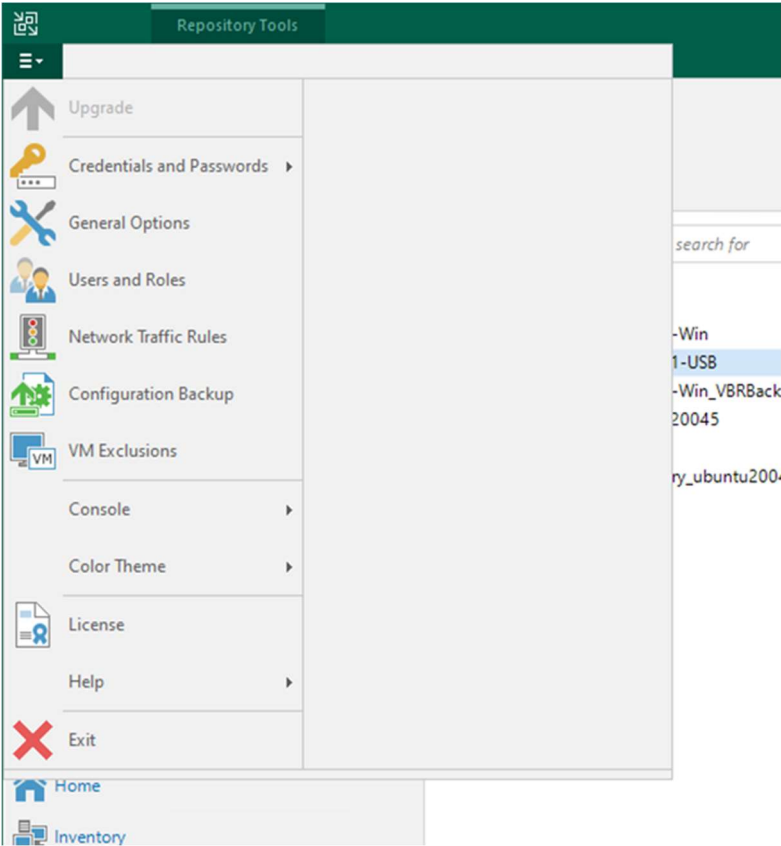 Repository Tools
Upgrade
Credentials and Passwords
General Options
Users and Roles
Network Traffic Rules
Configuration Backup
VM
VM Exclusions
Console
Color Theme
License
Help
Exit
search for
-Win
1-USB
-Win_VBRBack
20045
ry_ubuntu2004
Home
Inventory